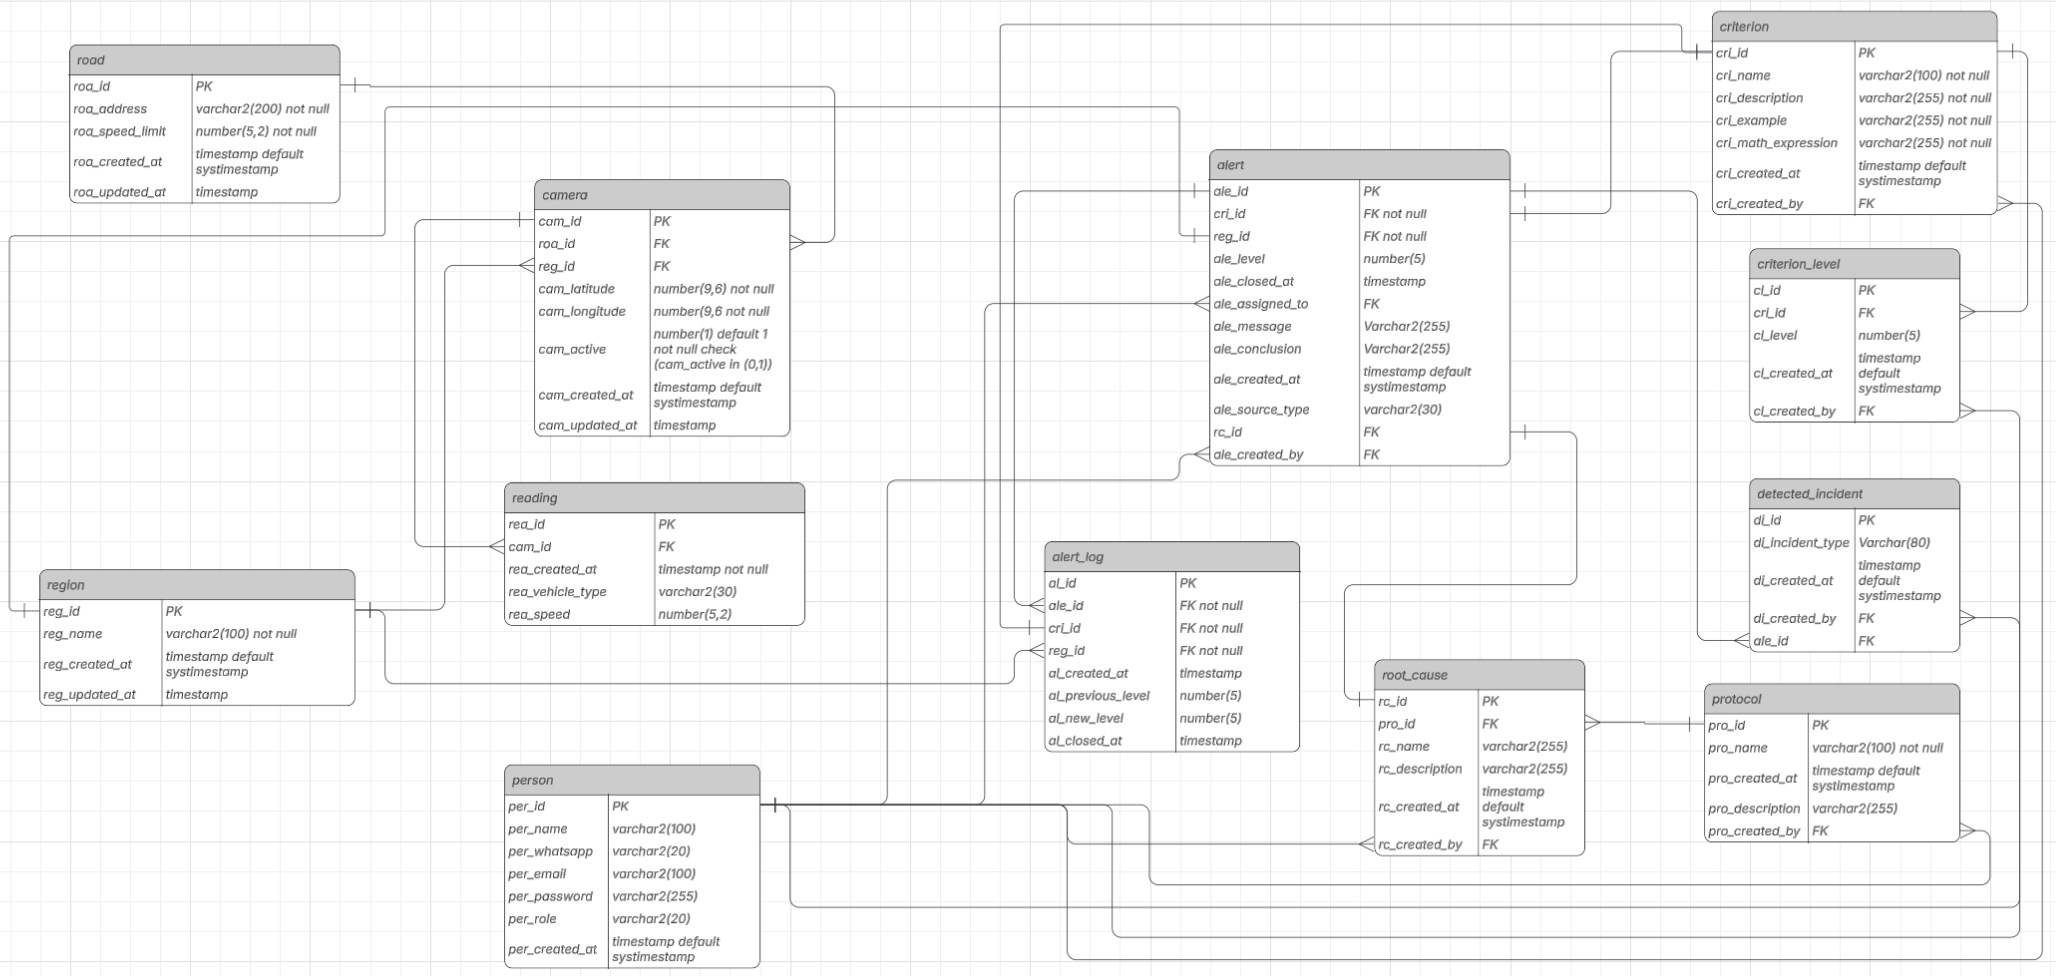 road
roa_id PK
roa_address varchar2(200) not null
roa_speed_limit number(5,2) not null
roa_created_at timestamp default
systimestamp
roa_updated_at timestamp
camera
cam_id PK
roa_id FK
reg_id FK
cam_latitude number(9,6) not null
cam_longitude number(9,6 not null
cam_active number(1) default 1
not null check
(cam_active in (0,1))
cam_created_at timestamp default
systimestamp
cam_updated_at timestamp
reading
rea_id PK
cam_id FK
rea_created_at timestamp not null
rea_vehicle_type varchar2(30)
rea_speed number(5,2)
region
reg_id PK
reg_name varchar2(100) not null
reg_created_at timestamp default
systimestamp
reg_updated_at timestamp
person
per_id PK
per_name varchar2(100)
per_whatsapp varchar2(20)
per_email varchar2(100)
per_password varchar2(255)
per_role varchar2(20)
per_created_at timestamp default
systimestamp
alert
ale_id PK
cri_id FK not null
reg_id FK not null
ale_level number(5)
ale_closed_at timestamp
ale_assigned_to FK
ale_message Varchar2(255)
ale_conclusion Varchar2(255)
ale_created_at timestamp default
systimestamp
ale_source_type varchar2(30)
rc_id FK
ale_created_by FK
alert_log
al_id PK
ale_id FK not null
cri_id FK not null
reg_id FK not null
al_created_at timestamp
al_previous_level number(5)
al_new_level number(5)
al_closed_at timestamp
root_cause
rc_id PK
pro_id FK
rc_name varchar2(255)
rc_description varchar2(255)
rc_created_at timestamp
default
systimestamp
rc_created_by FK
criterion
cri_id PK
cri_name varchar2(100) not null
cri_description varchar2(255) not null
cri_example varchar2(255) not null
cri_math_expression varchar2(255) not null
cri_created_at timestamp default
systimestamp
cri_created_by FK
criterion_level
cl_id PK
cri_id FK
cl_level number(5)
cl_created_at timestamp
default
systimestamp
cl_created_by FK
detected_incident
di_id PK
di_incident_type Varchar(80)
di_created_at timestamp
default
systimestamp
di_created_by FK
ale_id FK
protocol
pro_id PK
pro_name varchar2(100) not null
pro_created_at timestamp default
systimestamp
pro_description varchar2(255)
pro_created_by FK